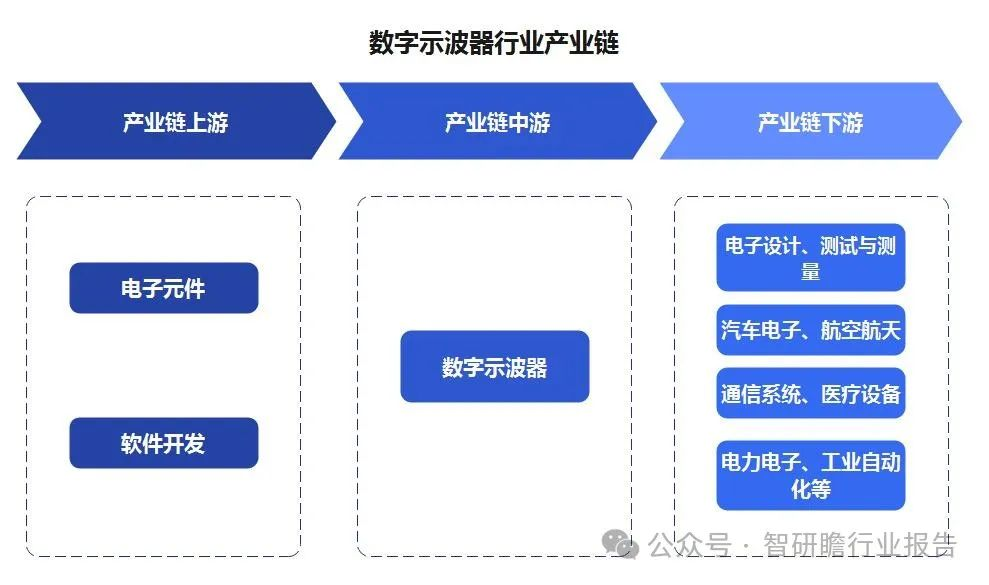 数字示波器行业产业链
产业链上游
产业链中游
产业链下游
电子元件
软件开发
数字示波器
电子设计、测试与测
量
汽车电子、航空航天
通信系统、医疗设备
电力电子、工业自动
化等
公众号 · 智研瞻行业报告